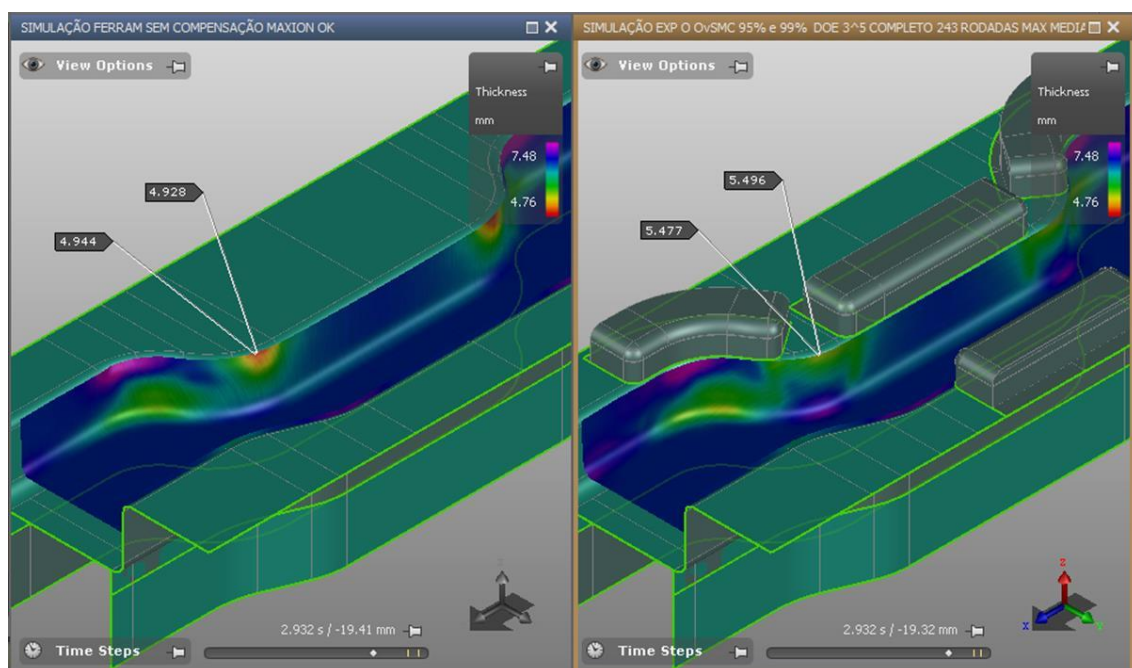 SIMULAÇÃO FERRAM SEM COMPENSAÇÃO MAXION OK
View Options
Thickness
mm
7.48
4.76
4.928
4.944
Z
2.932 s / -19.41 mm
Time Steps
SIMULAÇÃO EXP O OvSMC 95% e 99% DOE 3^5 COMPLETO 243 RODADAS MAX MEDIA
View Options
Thickness
mm
7.48
4.76
5.496
5.477
Z
X
Y
2.932 s / -19.32 mm
Time Steps